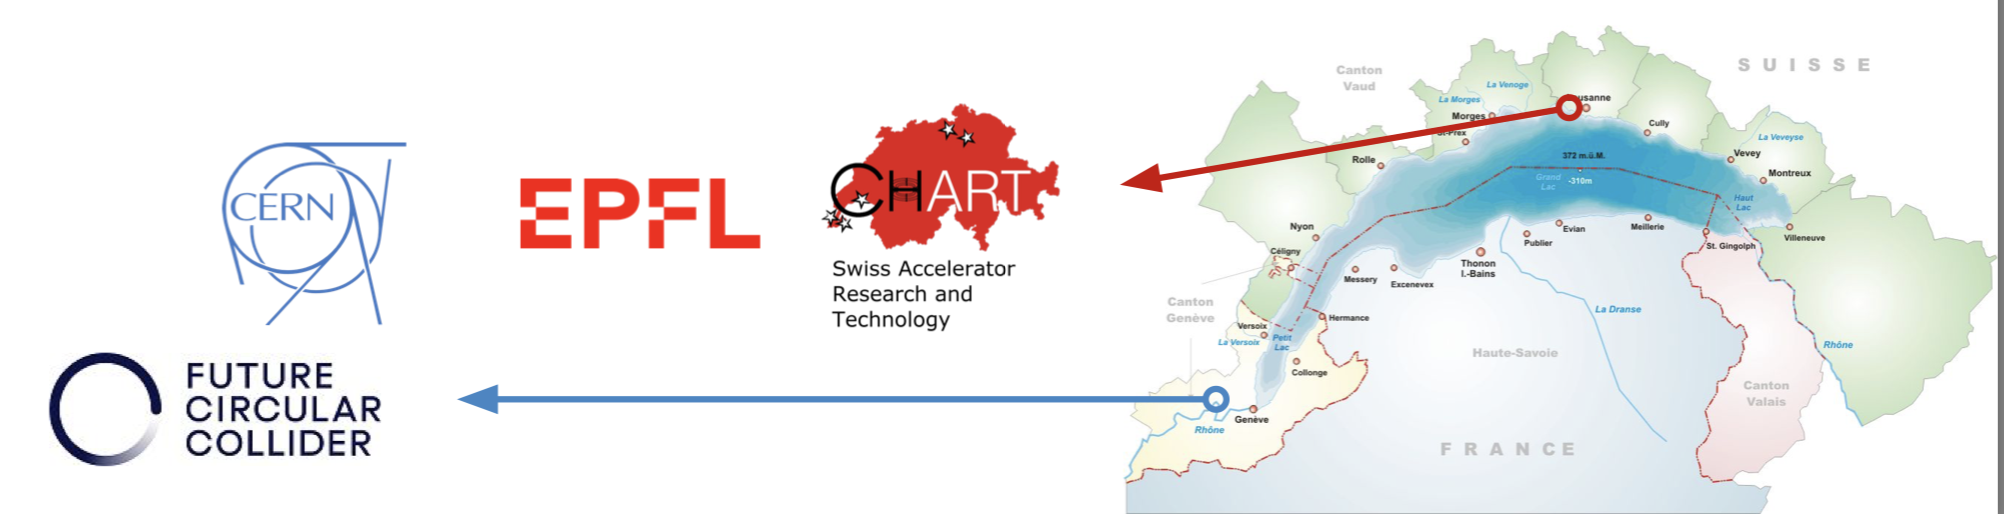 CERN
FUTURE
CIRCULAR
COLLIDER
EPFL
CHART
Swiss Accelerator
Research and
Technology
SUISSE
Canton
Vaud
La Venoge
La Morges
Morges
St-Prex
usanne
Cully
La Veveyse
Vevey
Montreux
Rolle
372 m.ü.M.
Grand
Lac
-310m
Haut
Lac
Nyon
Céligny
Villeneuve
St. Gingolph
Meillerie
Evian
Publier
Thonon
l.-Bains
Messery
Excenevex
Canton
Genève
Hermance
Versoix
La Versoix
Petit
Lac
Collonge
La Dranse
Haute-Savoie
Rhône
Canton
Valais
Genève
Rhône
FRANCE